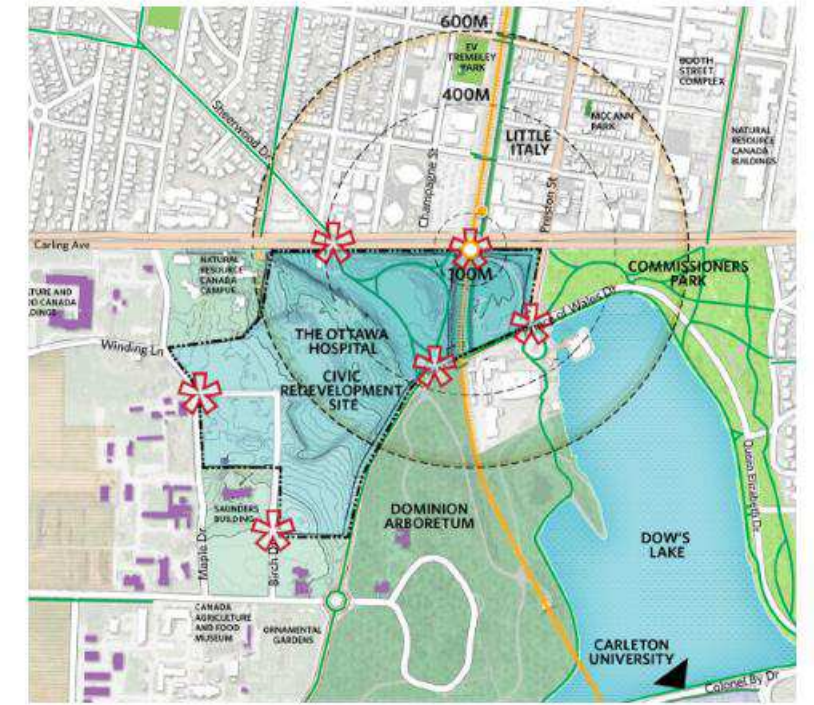 600M
EV
TREMBLEY
PARK
BOOTH
STREET
COMPLEX
400M
MCCANN
PARK
LITTLE
ITALY
NATURAL
RESOURCE
CANADA
BUILDINGS
Sherwood Dr
Champagne St
Preston St
Carling Ave
NATURAL
RESOURCE
CANADA
CAMPUS
100M
COMMISSIONERS
PARK
of Wales Dr
THE OTTAWA
HOSPITAL
CIVIC
REDEVELOPMENT
SITE
Winding Ln
Queen Elizabeth Dr
SAUNDERS
BUILDING
DOMINION
ARBORETUM
DOW'S
LAKE
Maple Dr
Birch Dr
CANADA
AGRICULTURE
AND FOOD
MUSEUM
ORNAMENTAL
GARDENS
CARLETON
UNIVERSITY
Colonel By Dr